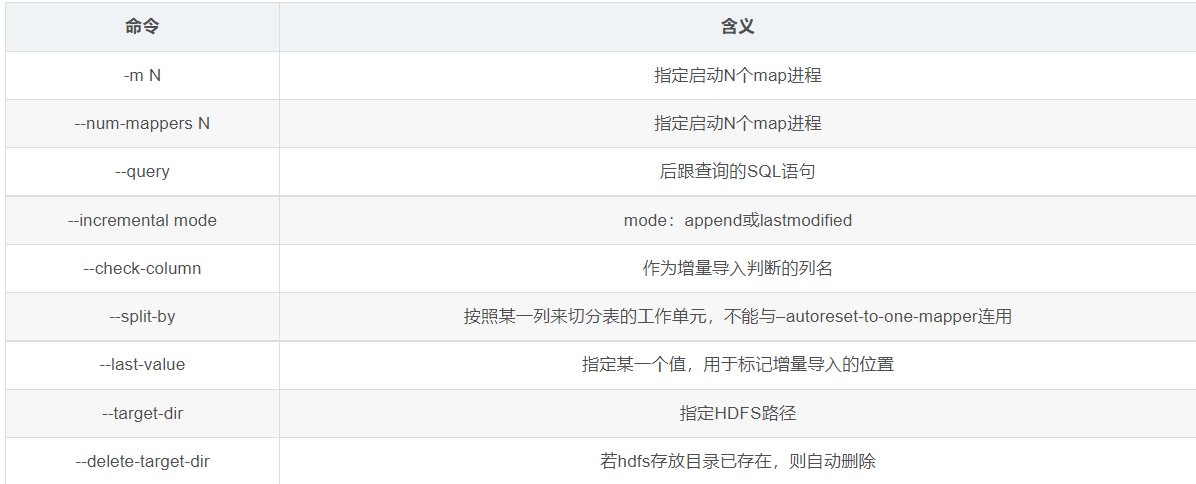 命令 含义
-m N 指定启动N个map进程
--num-mappers N 指定启动N个map进程
--query 后跟查询的SQL语句
--incremental mode mode：append或lastmodified
--check-column 作为增量导入判断的列名
--split-by 按照某一列来切分表的工作单元，不能与–autoreset-to-one-mapper连用
--last-value 指定某一个值，用于标记增量导入的位置
--target-dir 指定HDFS路径
--delete-target-dir 若hdfs存放目录已存在，则自动删除